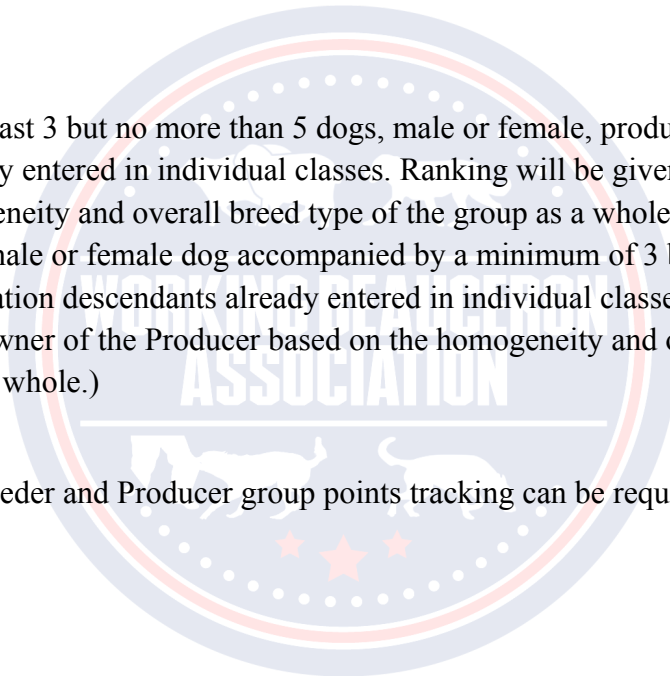 ast 3 but no more than 5 dogs, male or female, produ
y entered in individual classes. Ranking will be given
eneity and overall breed type of the group as a whole
male or female dog accompanied by a minimum of 3 b
ation descendants already entered in individual classe
WORKING BEAUCERON
wner of the Producer based on the homogeneity and o
whole.)
ASSOCIATION
eeder and Producer group points tracking can be requ